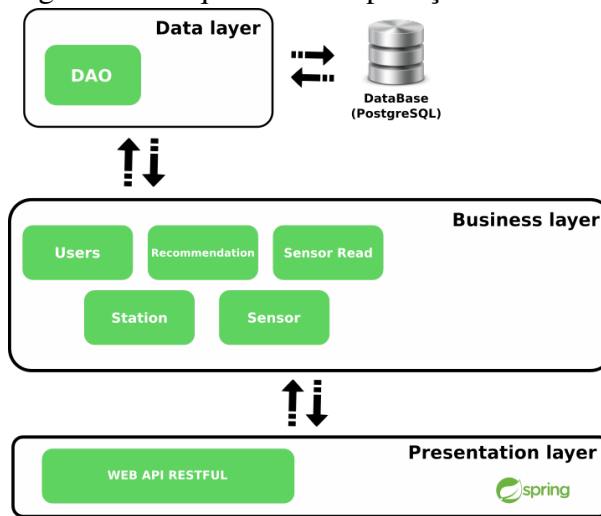 Data layer
DAO
DataBase
(PostgreSQL)
Business layer
Users
Recommendation
Sensor Read
Station
Sensor
Presentation layer
WEB API RESTFUL
spring